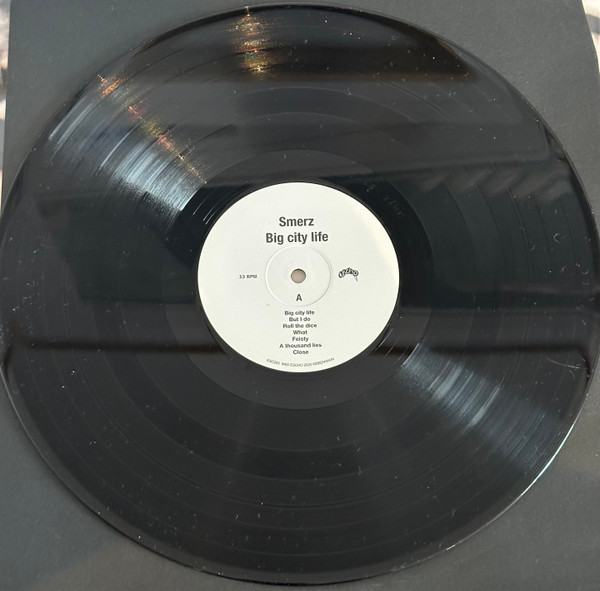 Smerz
Big city life
33 RPM
A
Big city life
But I do
Roll the dice
What
Feisty
A thousand lies
Close